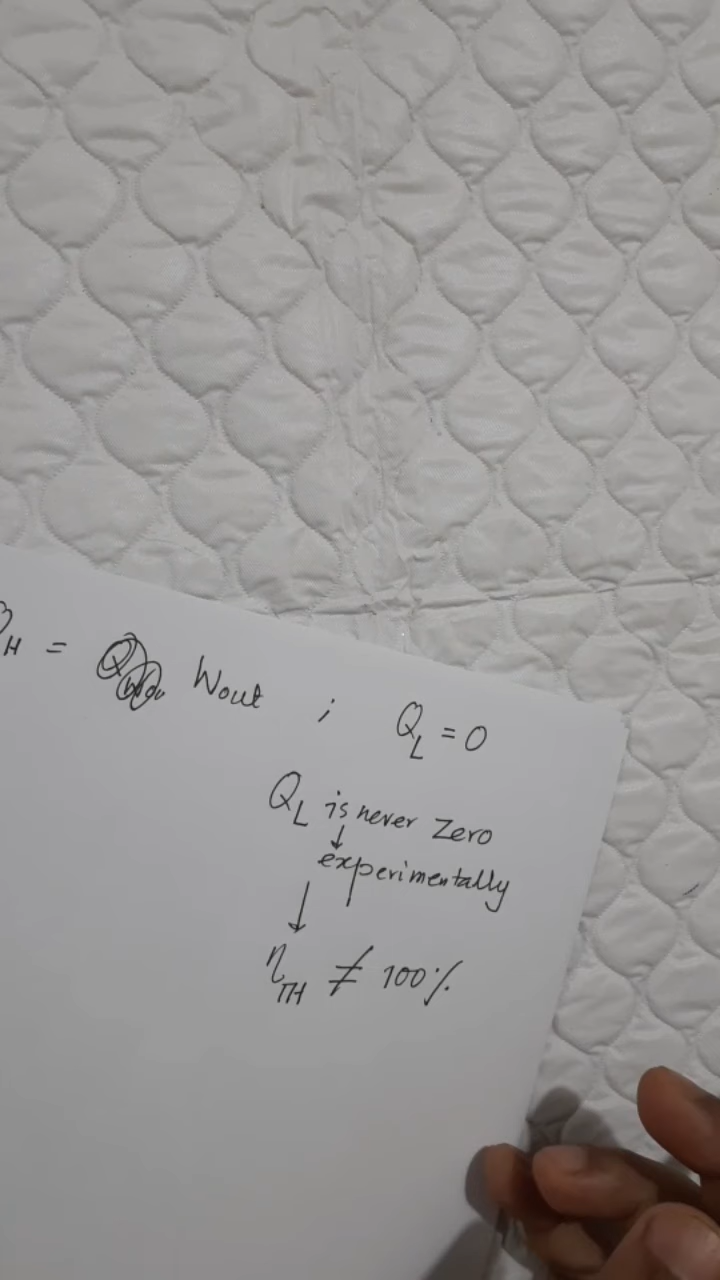 H = Wout ; QL = 0
QL is never Zero
↓
experimentally
↓
ηTH ≠ 100%